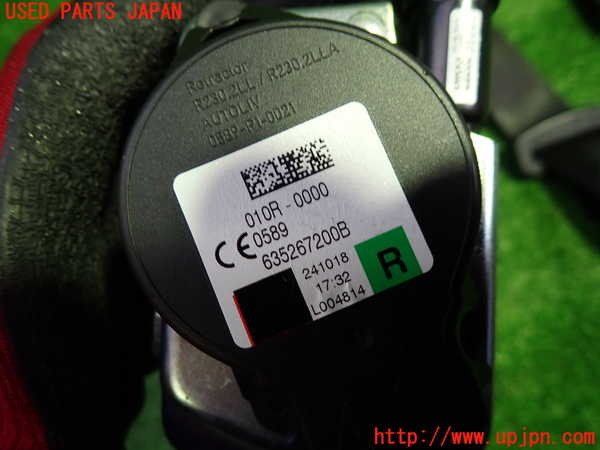 USED PARTS JAPAN
Retractor
R230.2LL / R230.2LLA
AUTOLIV
0589-P1-0021
010R-0000
CE 0589
635267200B
241018
17:32
L004814
R
http://www.upjpn.com/